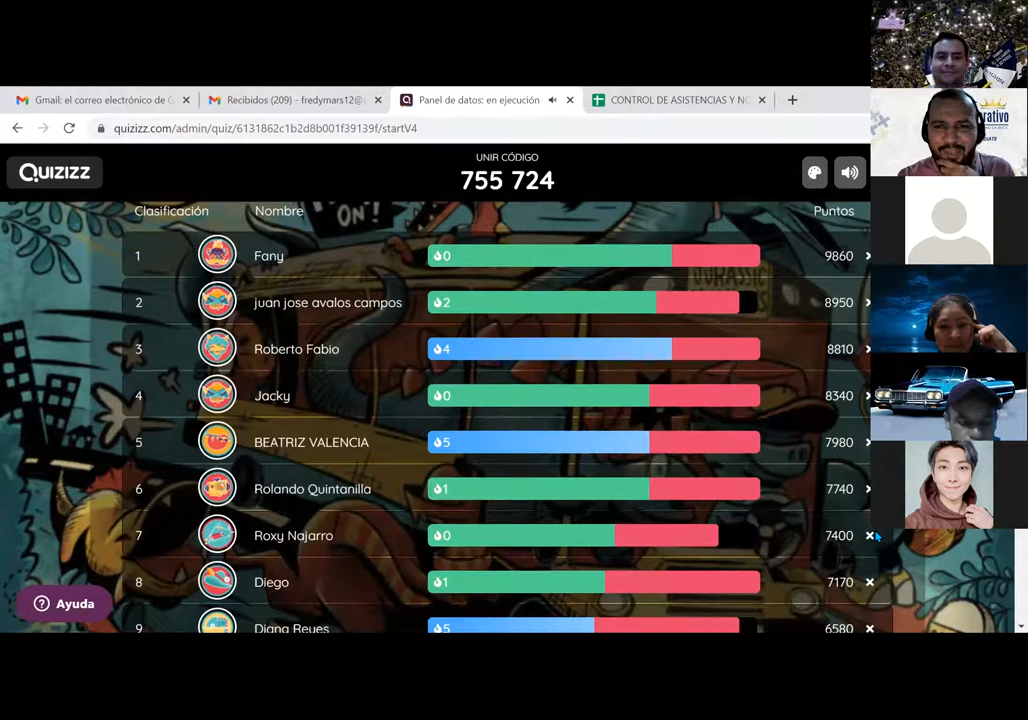 Gmail: el correo electrónico de G
Recibidos (209) - fredymars12@g
Panel de datos: en ejecución
CONTROL DE ASISTENCIAS Y NO
quizizz.com/admin/quiz/6131862c1b2d8b001f39139f/startV4
Quizizz
UNIR CÓDIGO
755 724
ON!
Clasificación Nombre Puntos
JURASSIC
1 Fany 0 9860
2 juan jose avalos campos 2 8950
3 Roberto Fabio 4 8810
4 Jacky 0 8340
5 BEATRIZ VALENCIA 5 7980
6 Rolando Quintanilla 1 7740
7 Roxy Najarro 0 7400
8 Diego 1 7170
9 Diana Reyes 5 6580
Ayuda
rativo